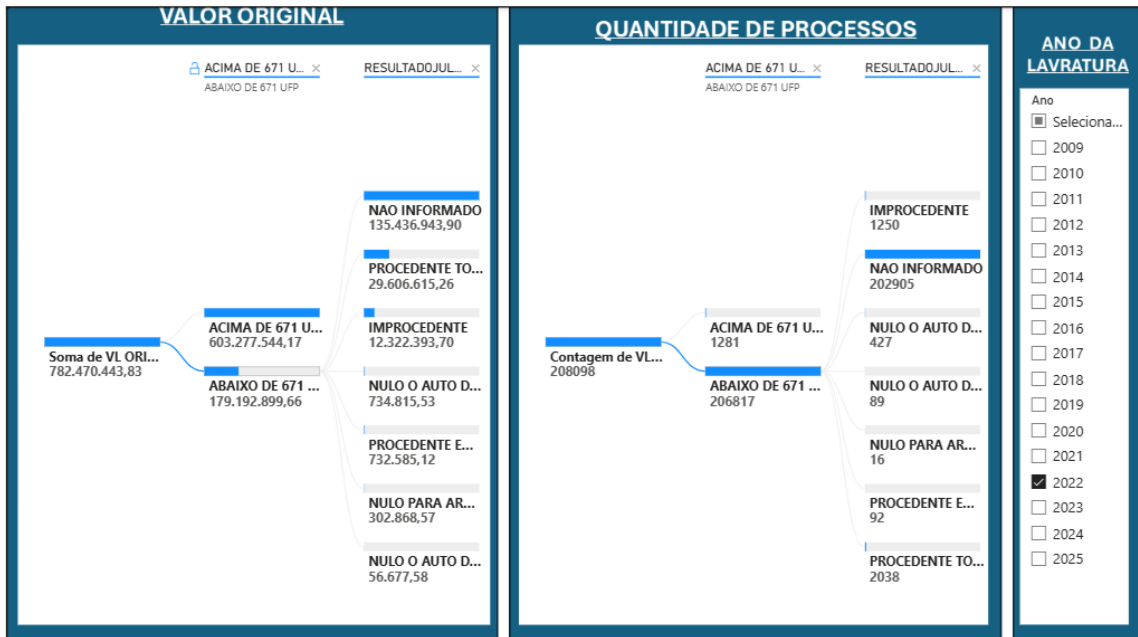 VALOR ORIGINAL
ACIMA DE 671 U... ×
RESULTADOJUL... ×
ABAIXO DE 671 UFP
NAO INFORMADO
135.436.943,90
PROCEDENTE TO...
29.606.615,26
ACIMA DE 671 U...
603.277.544,17
IMPROCEDENTE
12.322.393,70
Soma de VL ORI...
782.470.443,83
ABAIXO DE 671 ...
179.192.899,66
NULO O AUTO D...
734.815,53
PROCEDENTE E...
732.585,12
NULO PARA AR...
302.868,57
NULO O AUTO D...
56.677,58
QUANTIDADE DE PROCESSOS
ACIMA DE 671 U... ×
RESULTADOJUL... ×
ABAIXO DE 671 UFP
IMPROCEDENTE
1250
NAO INFORMADO
202905
ACIMA DE 671 U...
1281
NULO O AUTO D...
427
Contagem de VL...
208098
ABAIXO DE 671 ...
206817
NULO O AUTO D...
89
NULO PARA AR...
16
PROCEDENTE E...
92
PROCEDENTE TO...
2038
ANO DA
LAVRATURA
Ano
Seleciona...
2009
2010
2011
2012
2013
2014
2015
2016
2017
2018
2019
2020
2021
2022
2023
2024
2025